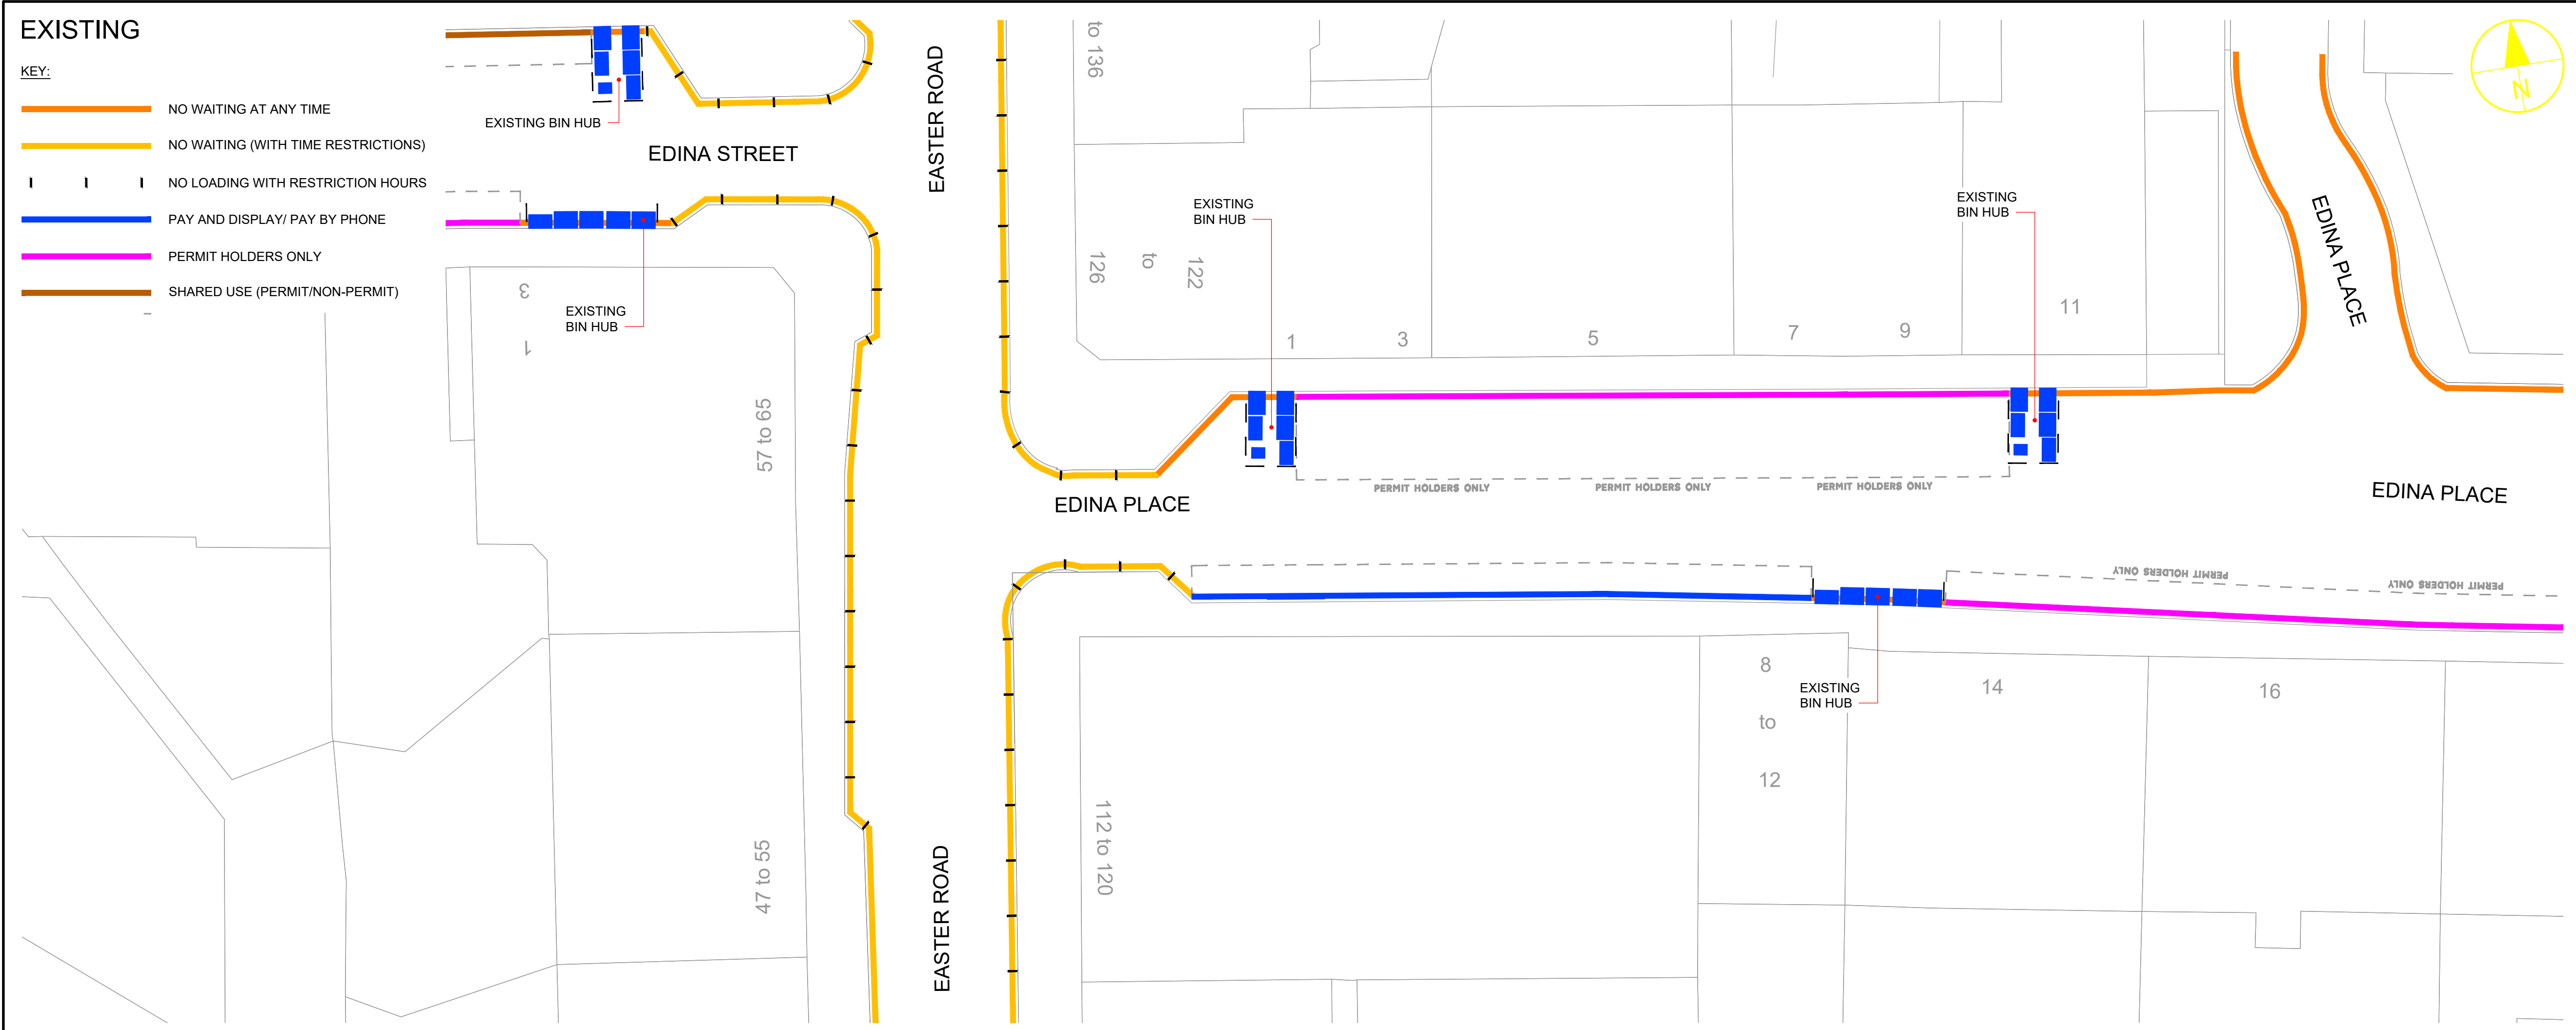 EXISTING
KEY:
NO WAITING AT ANY TIME
NO WAITING (WITH TIME RESTRICTIONS)
NO LOADING WITH RESTRICTION HOURS
PAY AND DISPLAY/ PAY BY PHONE
PERMIT HOLDERS ONLY
SHARED USE (PERMIT/NON-PERMIT)
EXISTING BIN HUB
EDINA STREET
EXISTING
BIN HUB
3
1
57 to 65
47 to 55
EASTER ROAD
EASTER ROAD
to 136
126
to
122
EXISTING
BIN HUB
1
3
5
7
9
11
EXISTING
BIN HUB
EDINA PLACE
PERMIT HOLDERS ONLY
PERMIT HOLDERS ONLY
PERMIT HOLDERS ONLY
EDINA PLACE
EDINA PLACE
PERMIT HOLDERS ONLY
PERMIT HOLDERS ONLY
EXISTING
BIN HUB
8
to
12
14
16
112 to 120
N